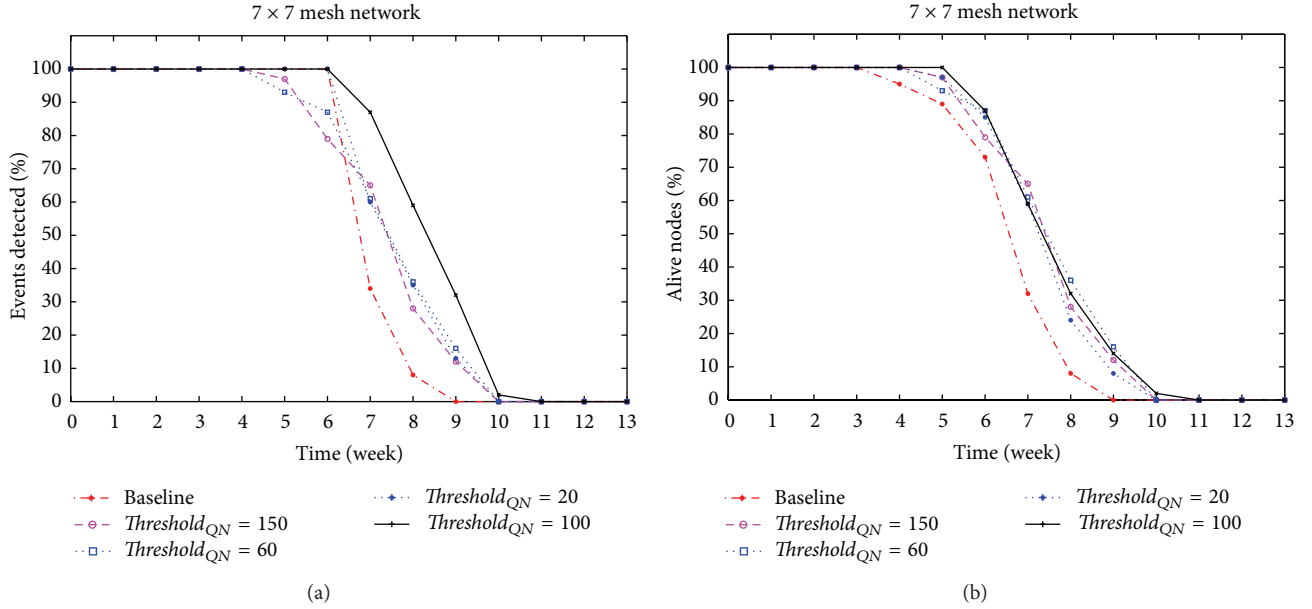 7 × 7 mesh network
Events detected (%)
100
90
80
70
60
50
40
30
20
10
0
0 1 2 3 4 5 6 7 8 9 10 11 12 13
Time (week)
Baseline
Threshold_QN = 150
Threshold_QN = 60
Threshold_QN = 20
Threshold_QN = 100
(a)
7 × 7 mesh network
Alive nodes (%)
100
90
80
70
60
50
40
30
20
10
0
0 1 2 3 4 5 6 7 8 9 10 11 12 13
Time (week)
Baseline
Threshold_QN = 150
Threshold_QN = 60
Threshold_QN = 20
Threshold_QN = 100
(b)